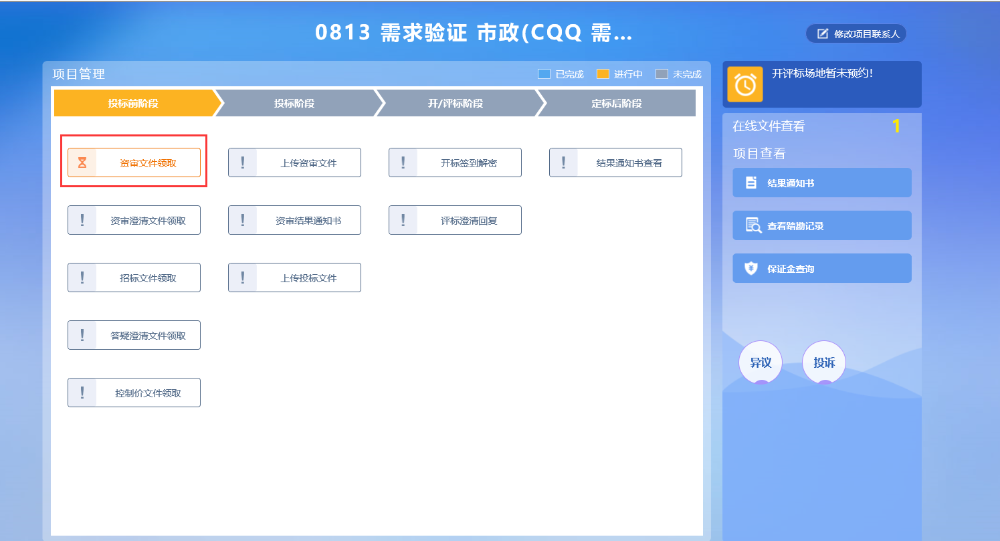 0813 需求验证 市政(CQQ 需...
修改项目联系人
项目管理
已完成 进行中 未完成
投标前阶段 投标阶段 开/评标阶段 定标后阶段
资审文件领取 上传资审文件 开标签到解密 结果通知书查看
资审澄清文件领取 资审结果通知书 评标澄清回复
招标文件领取 上传投标文件
答疑澄清文件领取
控制价文件领取
开评标场地暂未预约!
在线文件查看 1
项目查看
结果通知书
查看踏勘记录
保证金查询
异议 投诉